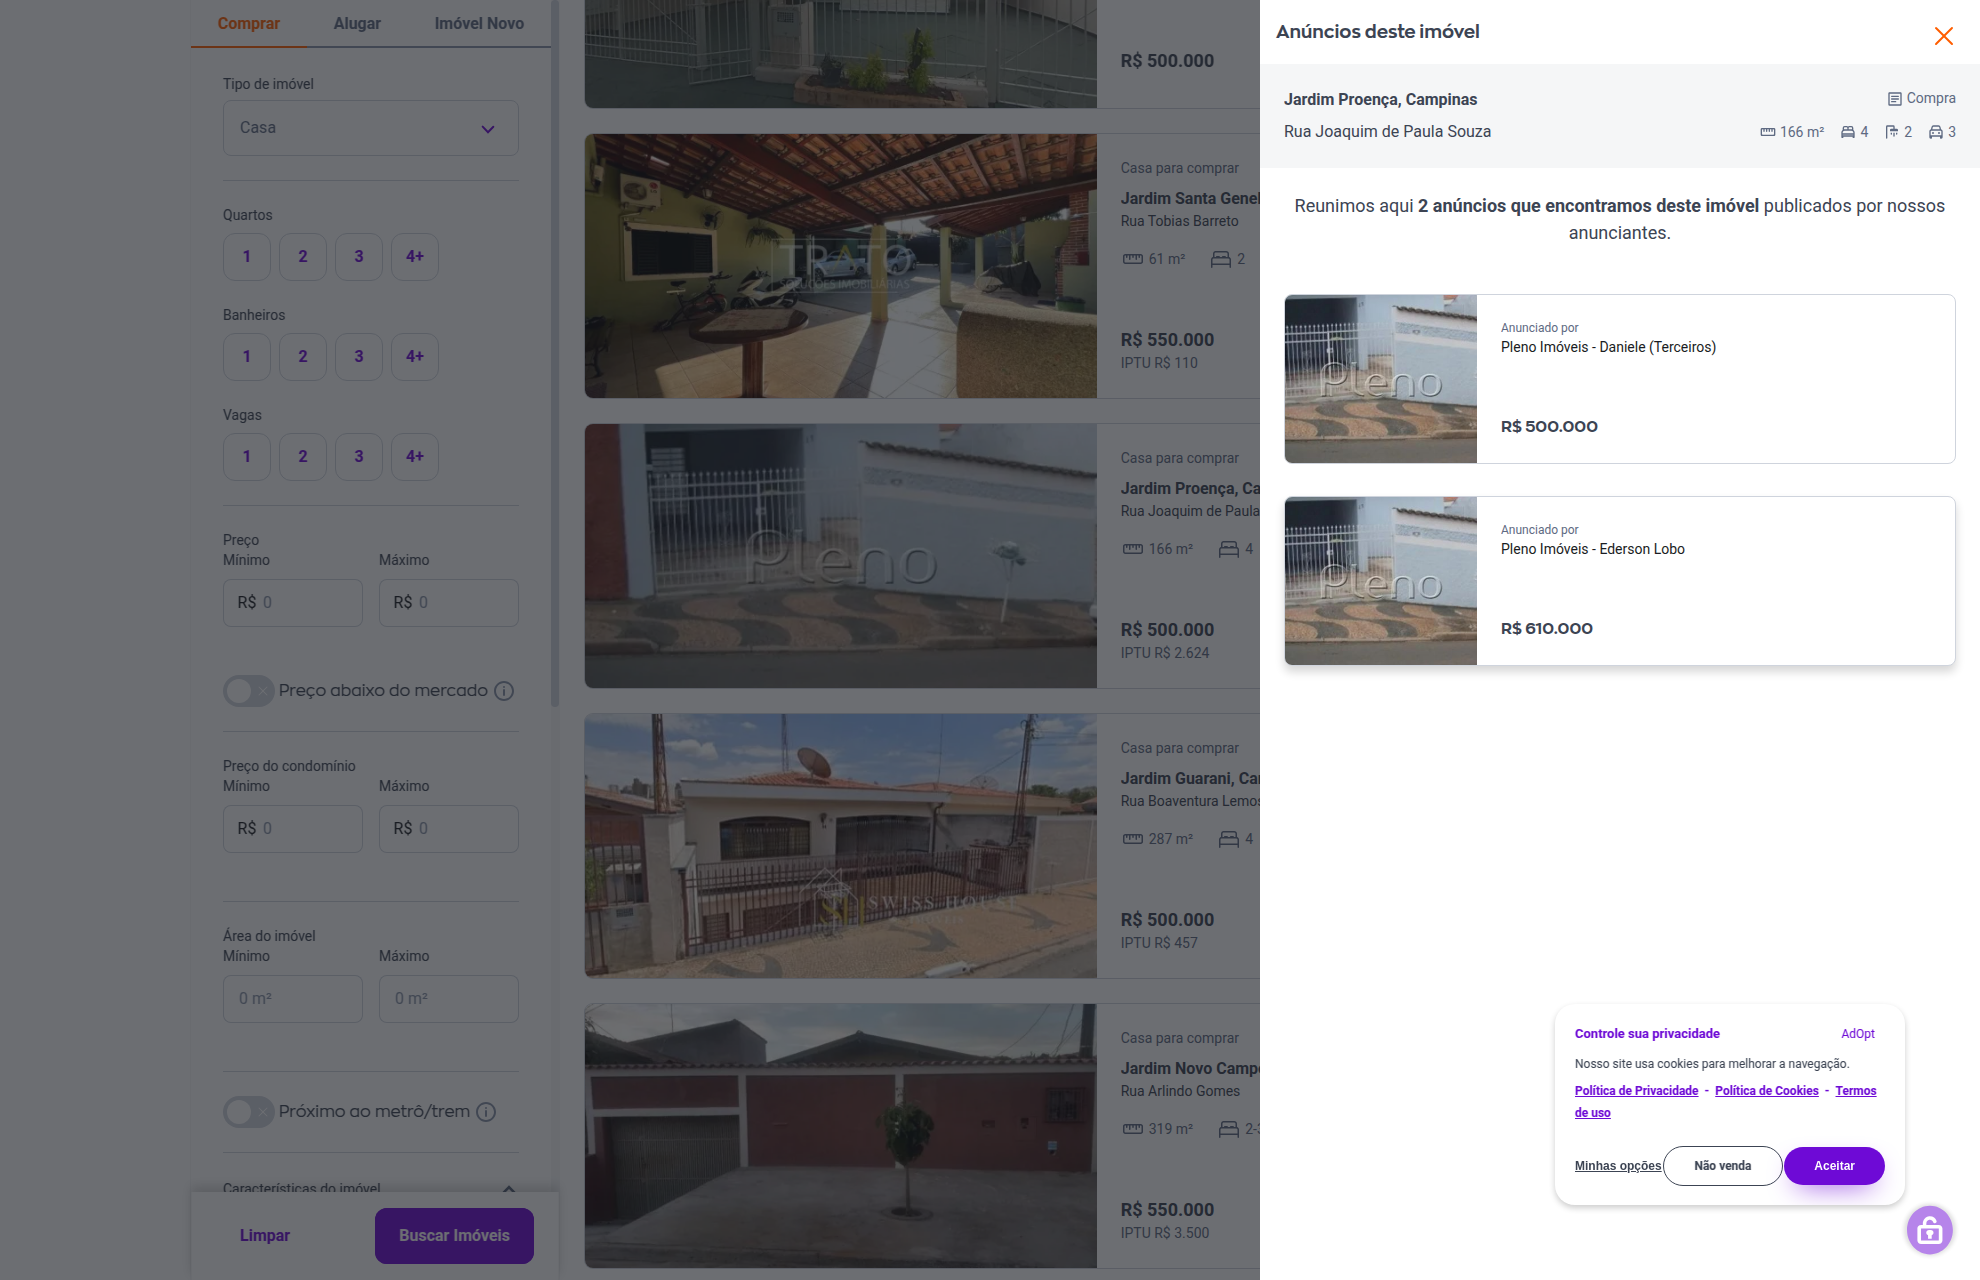 Comprar
Alugar
Imóvel Novo
Tipo de imóvel
Casa
Quartos
1
2
3
4+
Banheiros
1
2
3
4+
Vagas
1
2
3
4+
Preço
Mínimo
Máximo
R$ 0
R$ 0
Preço abaixo do mercado
Preço do condomínio
Mínimo
Máximo
R$ 0
R$ 0
Área do imóvel
Mínimo
Máximo
0 m²
0 m²
Próximo ao metrô/trem
Características do imóvel
Limpar
Buscar Imóveis
R$ 500.000
TRATO
SOLUÇÕES IMOBILIÁRIAS
Casa para comprar
Jardim Santa Genel
Rua Tobias Barreto
61 m²
2
R$ 550.000
IPTU R$ 110
Pleno
Casa para comprar
Jardim Proença, Ca
Rua Joaquim de Paula
166 m²
4
R$ 500.000
IPTU R$ 2.624
SH
SWISS HOUSE
Casa para comprar
Jardim Guarani, Ca
Rua Boaventura Lemos
287 m²
4
R$ 500.000
IPTU R$ 457
Casa para comprar
Jardim Novo Camp
Rua Arlindo Gomes
319 m²
2-
R$ 550.000
IPTU R$ 3.500
Anúncios deste imóvel
Jardim Proença, Campinas
Compra
Rua Joaquim de Paula Souza
166 m²
4
2
3
Reunimos aqui 2 anúncios que encontramos deste imóvel publicados por nossos
anunciantes.
Pleno
Anunciado por
Pleno Imóveis - Daniele (Terceiros)
R$ 500.000
Pleno
Anunciado por
Pleno Imóveis - Ederson Lobo
R$ 610.000
Controle sua privacidade
AdOpt
Nosso site usa cookies para melhorar a navegação.
Política de Privacidade - Política de Cookies - Termos
de uso
Minhas opções
Não venda
Aceitar